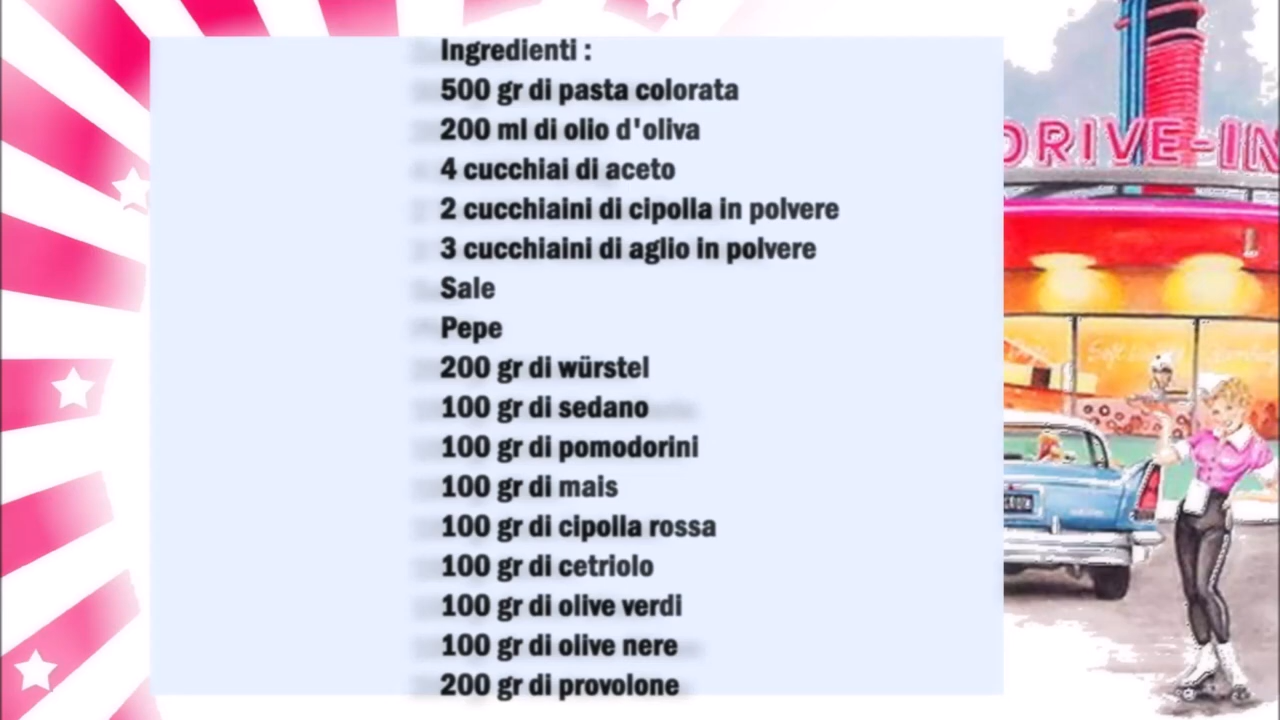 Ingredienti :
500 gr di pasta colorata
200 ml di olio d'oliva
4 cucchiai di aceto
2 cucchiaini di cipolla in polvere
3 cucchiaini di aglio in polvere
Sale
Pepe
200 gr di würstel
100 gr di sedano
100 gr di pomodorini
100 gr di mais
100 gr di cipolla rossa
100 gr di cetriolo
100 gr di olive verdi
100 gr di olive nere
200 gr di provolone
DRIVE-IN